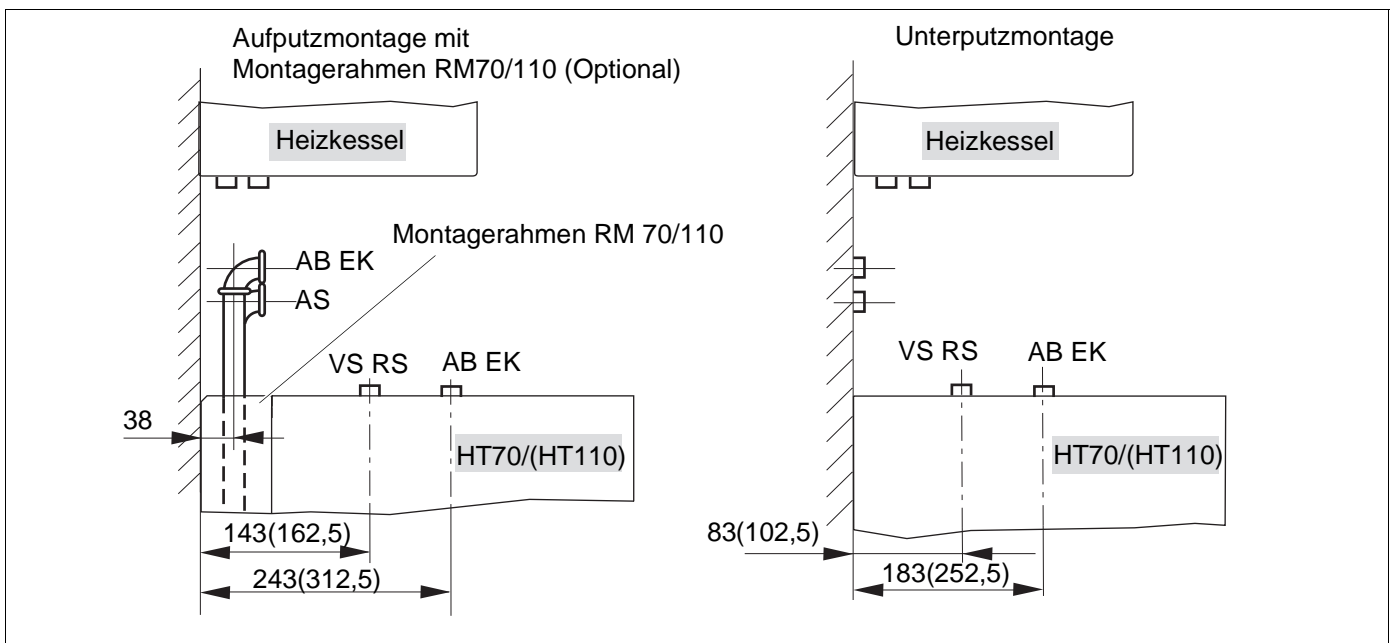 Aufputzmontage mit
Montagerahmen RM70/110 (Optional)
Heizkessel
Montagerahmen RM 70/110
AB EK
AS
VS RS
AB EK
38
HT70/(HT110)
143(162,5)
243(312,5)
Unterputzmontage
Heizkessel
VS RS
AB EK
HT70/(HT110)
83(102,5)
183(252,5)